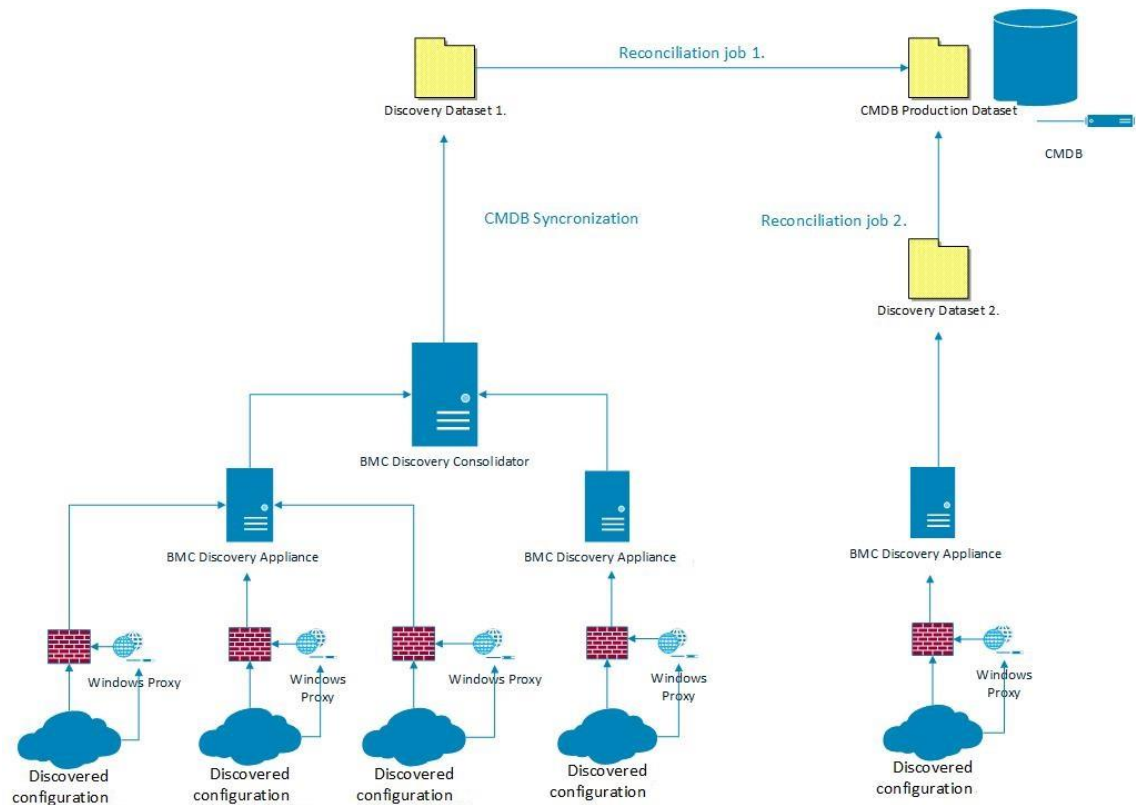 Reconciliation job 1.
Discovery Dataset 1.
CMDB Production Dataset
CMDB
CMDB Syncronization
Reconciliation job 2.
Discovery Dataset 2.
BMC Discovery Consolidator
BMC Discovery Appliance
BMC Discovery Appliance
BMC Discovery Appliance
Windows Proxy
Windows
Proxy
Windows Proxy
Windows
Proxy
Windows
Proxy
Discovered
configuration
Discovered
configuration
Discovered
configuration
Discovered
configuration
Discovered
configuration